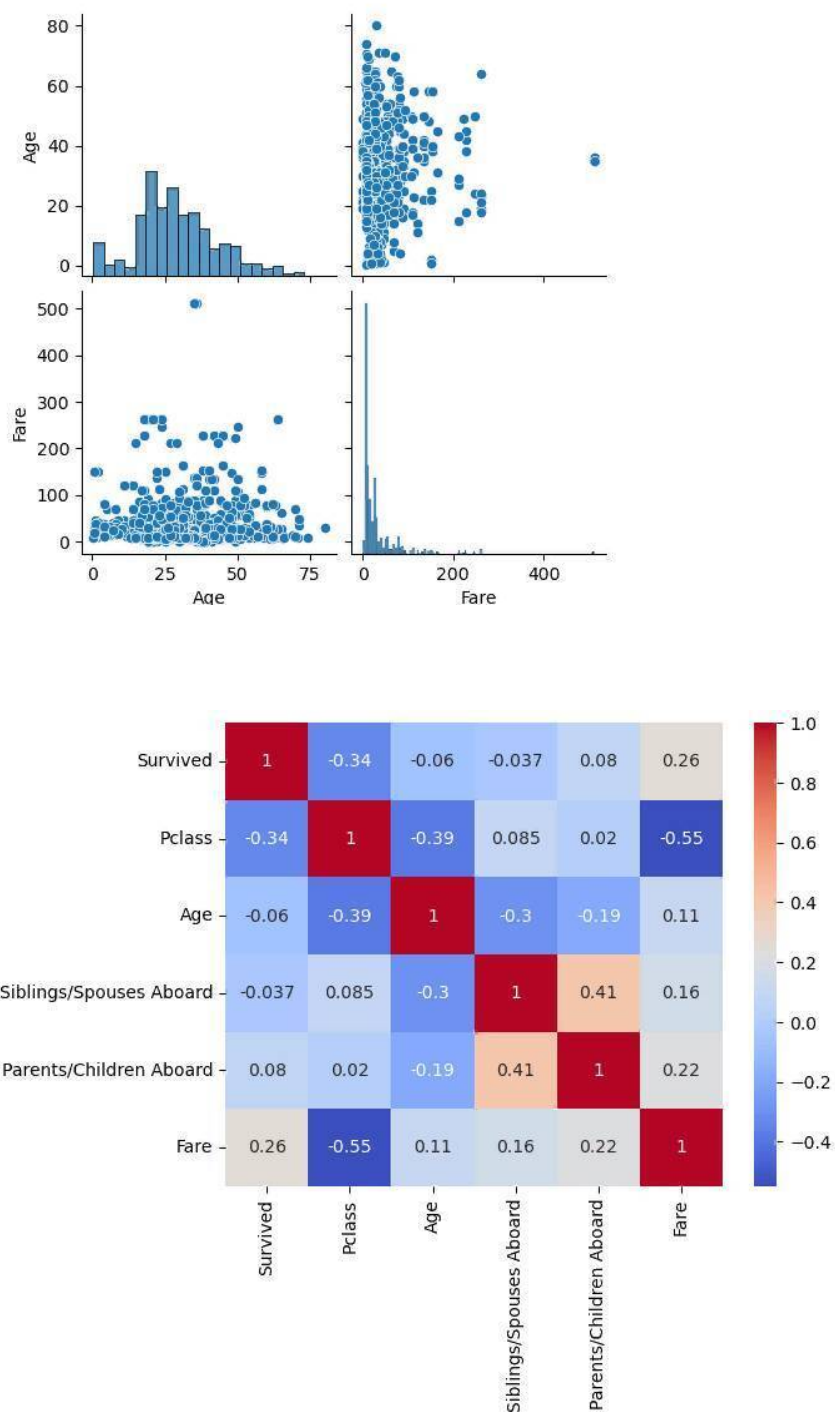 80
60
Age
40
20
0
500
400
Fare
300
200
100
0
0 25 50 75 0 200 400
Age Fare
1.0
Survived 1 -0.34 -0.06 -0.037 0.08 0.26
0.8
Pclass -0.34 1 -0.39 0.085 0.02 -0.55
0.6
0.4
Age -0.06 -0.39 1 -0.3 -0.19 0.11
0.2
Siblings/Spouses Aboard -0.037 0.085 -0.3 1 0.41 0.16
0.0
Parents/Children Aboard 0.08 0.02 -0.19 0.41 1 0.22
−0.2
Fare 0.26 -0.55 0.11 0.16 0.22 1
−0.4
Survived
Pclass
Age
Siblings/Spouses Aboard
Parents/Children Aboard
Fare